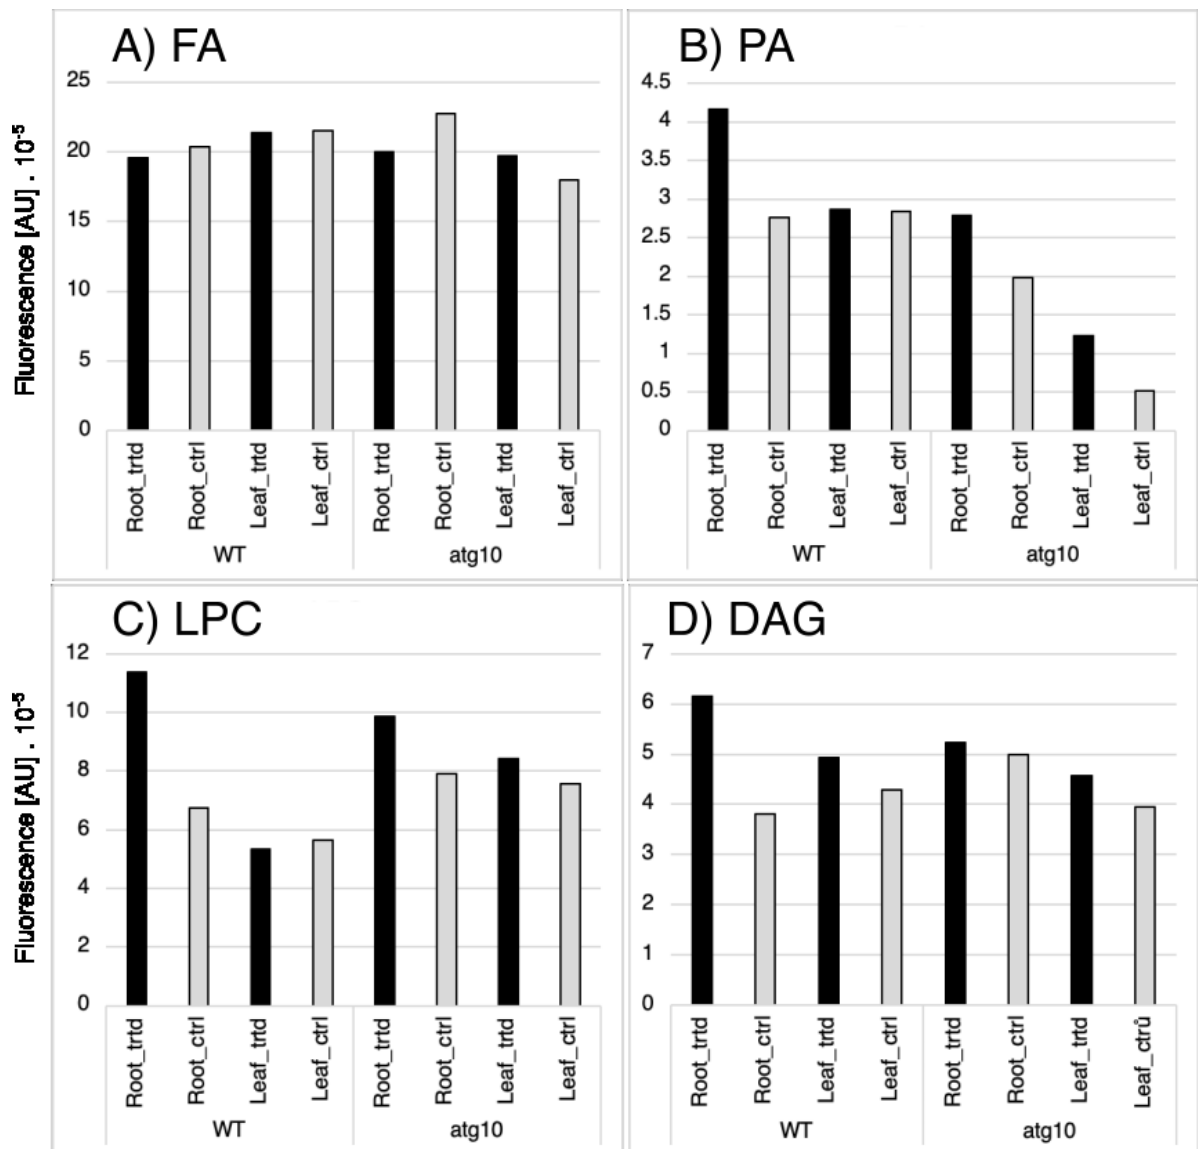 A) FA
25
20
15
10
5
0
Fluorescence [AU] . 10⁻⁵
Root_trtd
Root_ctrl
Leaf_trtd
Leaf_ctrl
Root_trtd
Root_ctrl
Leaf_trtd
Leaf_ctrl
WT
atg10
B) PA
4.5
4
3.5
3
2.5
2
1.5
1
0.5
0
Root_trtd
Root_ctrl
Leaf_trtd
Leaf_ctrl
Root_trtd
Root_ctrl
Leaf_trtd
Leaf_ctrl
WT
atg10
C) LPC
12
10
8
6
4
2
0
Fluorescence [AU] . 10⁻⁵
Root_trtd
Root_ctrl
Leaf_trtd
Leaf_ctrl
Root_trtd
Root_ctrl
Leaf_trtd
Leaf_ctrl
WT
atg10
D) DAG
7
6
5
4
3
2
1
0
Root_trtd
Root_ctrl
Leaf_trtd
Leaf_ctrl
Root_trtd
Root_ctrl
Leaf_trtd
Leaf_ctrů
WT
atg10